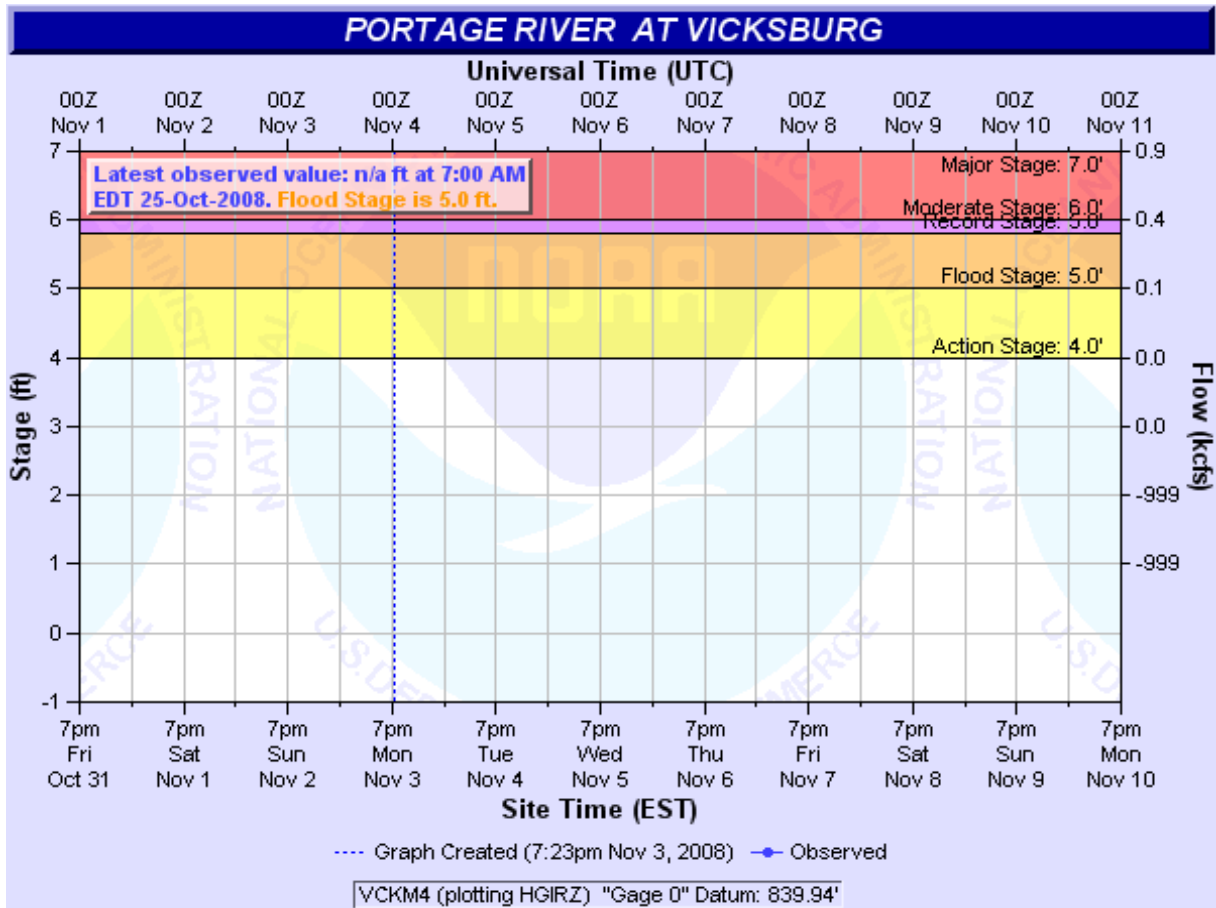 PORTAGE RIVER AT VICKSBURG
Universal Time (UTC)
00Z 00Z 00Z 00Z 00Z 00Z 00Z 00Z 00Z 00Z 00Z
Nov 1 Nov 2 Nov 3 Nov 4 Nov 5 Nov 6 Nov 7 Nov 8 Nov 9 Nov 10 Nov 11
Latest observed value: n/a ft at 7:00 AM
EDT 25-Oct-2008. Flood Stage is 5.0 ft.
Major Stage: 7.0'
Moderate Stage: 6.0'
Record Stage:
Flood Stage: 5.0'
Action Stage: 4.0'
Stage (ft)
7
6
5
4
3
2
1
0
-1
Flow (kcfs)
0.9
0.4
0.1
0.0
0.0
-999
-999
NOAA
NATIONAL
U.S.
7pm 7pm 7pm 7pm 7pm 7pm 7pm 7pm 7pm 7pm 7pm
Fri Sat Sun Mon Tue Wed Thu Fri Sat Sun Mon
Oct 31 Nov 1 Nov 2 Nov 3 Nov 4 Nov 5 Nov 6 Nov 7 Nov 8 Nov 9 Nov 10
Site Time (EST)
Graph Created (7:23pm Nov 3, 2008) Observed
VCKM4 (plotting HGIRZ) "Gage 0" Datum: 839.94'